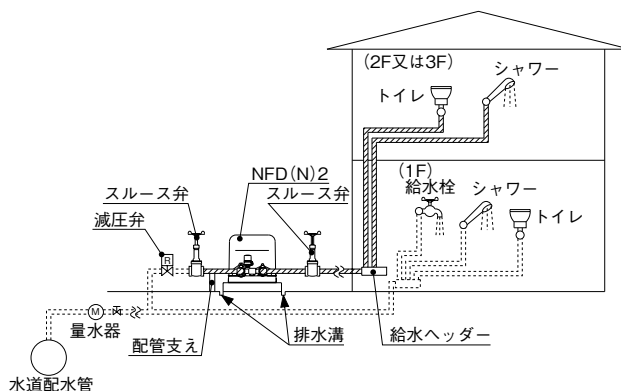 (2F又は3F)
シャワー
トイレ
(1F)
給水栓
シャワー
トイレ
NFD(N)2
スルース弁
スルース弁
減圧弁
R
M
量水器
配管支え
排水溝
給水ヘッダー
水道配水管